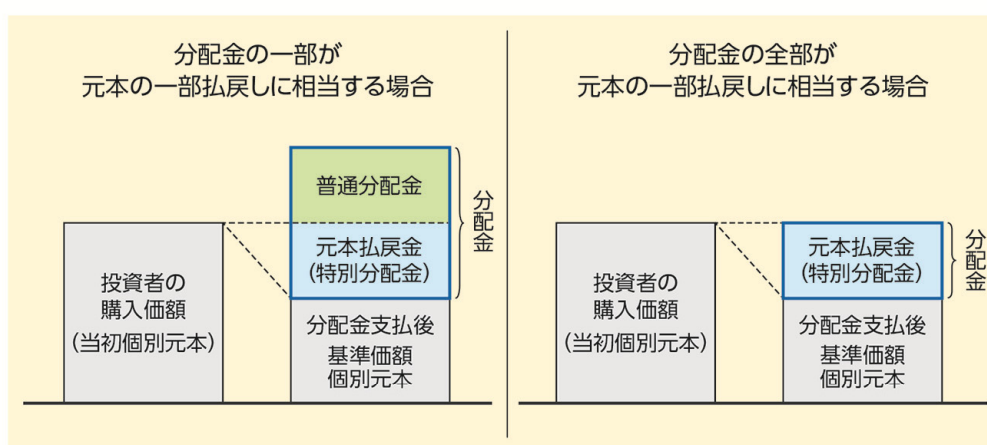 分配金の一部が
元本の一部払戻しに相当する場合
普通分配金
元本払戻金
(特別分配金)
分配金
投資者の
購入価額
(当初個別元本)
分配金支払後
基準価額
個別元本
分配金の全部が
元本の一部払戻しに相当する場合
元本払戻金
(特別分配金)
分配金
投資者の
購入価額
(当初個別元本)
分配金支払後
基準価額
個別元本